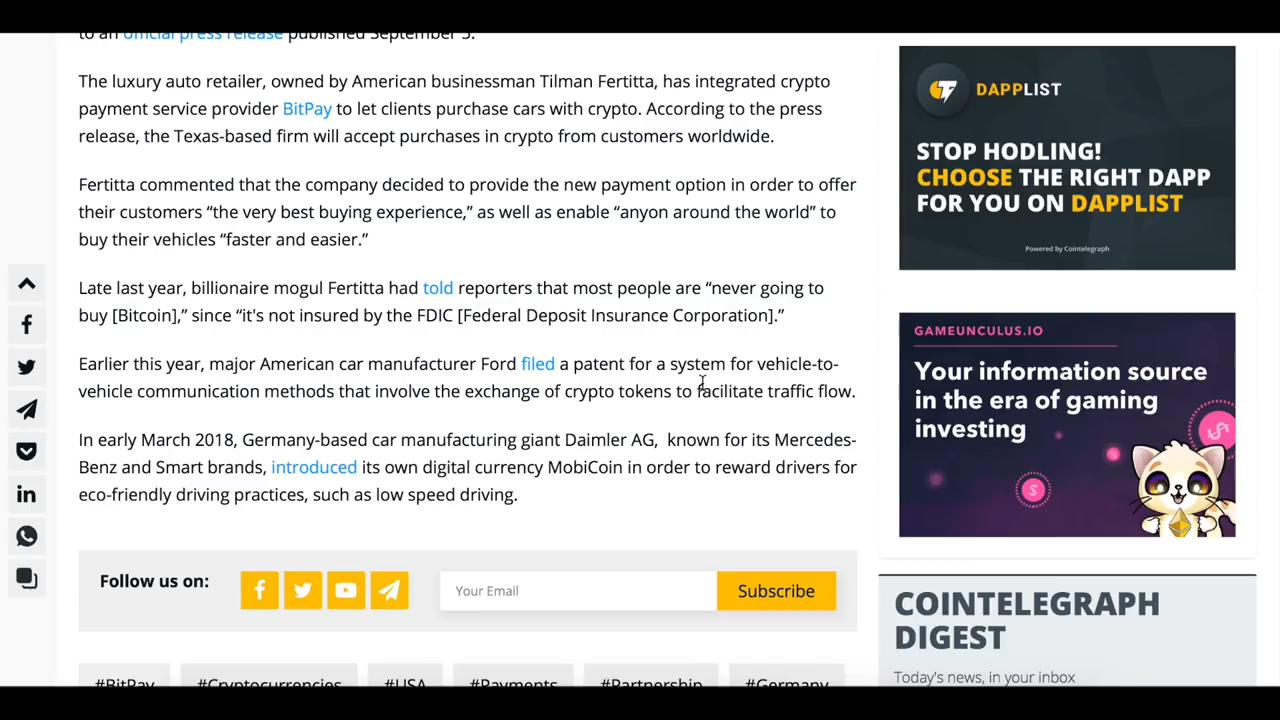 to an official press release published September 5.
The luxury auto retailer, owned by American businessman Tilman Fertitta, has integrated crypto
payment service provider BitPay to let clients purchase cars with crypto. According to the press
release, the Texas-based firm will accept purchases in crypto from customers worldwide.
Fertitta commented that the company decided to provide the new payment option in order to offer
their customers “the very best buying experience,” as well as enable “anyon around the world” to
buy their vehicles “faster and easier.”
Late last year, billionaire mogul Fertitta had told reporters that most people are “never going to
buy [Bitcoin],” since “it's not insured by the FDIC [Federal Deposit Insurance Corporation].”
Earlier this year, major American car manufacturer Ford filed a patent for a system for vehicle-to-
vehicle communication methods that involve the exchange of crypto tokens to facilitate traffic flow.
In early March 2018, Germany-based car manufacturing giant Daimler AG,  known for its Mercedes-
Benz and Smart brands, introduced its own digital currency MobiCoin in order to reward drivers for
eco-friendly driving practices, such as low speed driving.
Follow us on:
Your Email
Subscribe
#BitPay #Cryptocurrencies #USA #Payments #Partnership #Germany
DAPPLIST
STOP HODLING!
CHOOSE THE RIGHT DAPP
FOR YOU ON DAPPLIST
Powered by Cointelegraph
GAMEUNCULUS.IO
Your information source
in the era of gaming
investing
COINTELEGRAPH
DIGEST
Today's news, in your inbox